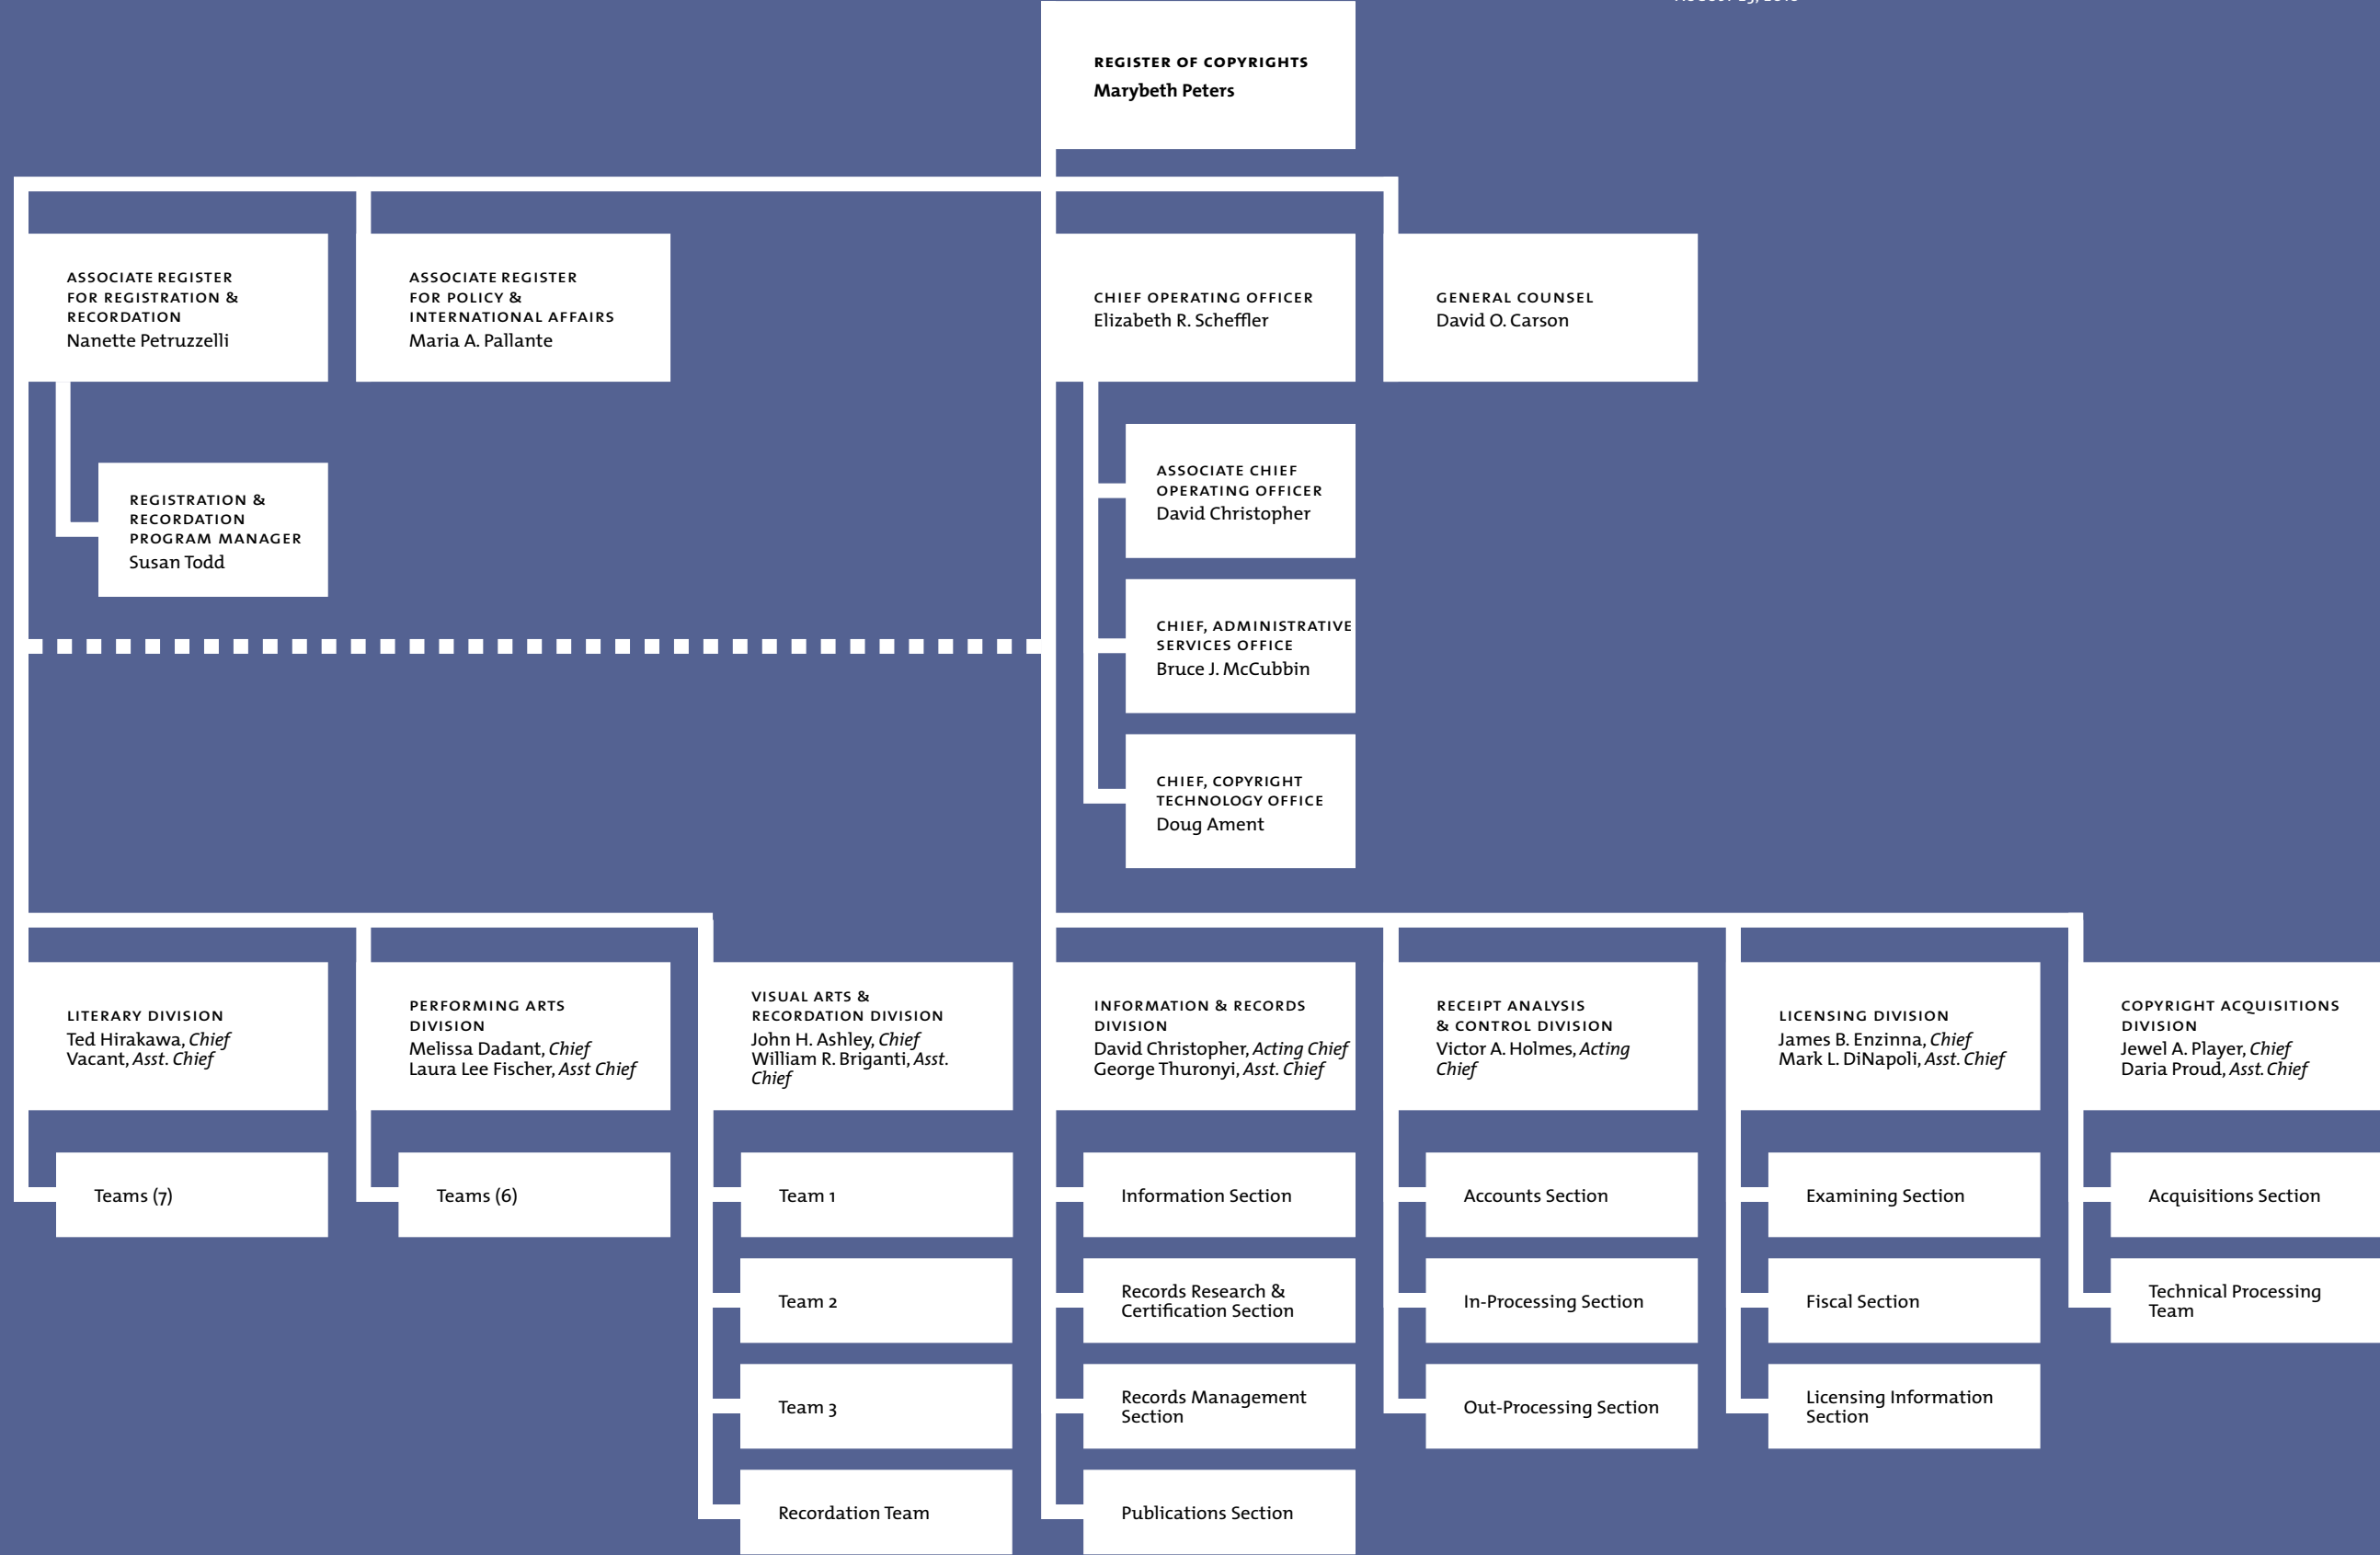 REGISTER OF COPYRIGHTS
Marybeth Peters
ASSOCIATE REGISTER
FOR REGISTRATION &
RECORDATION
Nanette Petruzzelli
ASSOCIATE REGISTER
FOR POLICY &
INTERNATIONAL AFFAIRS
Maria A. Pallante
CHIEF OPERATING OFFICER
Elizabeth R. Scheffler
GENERAL COUNSEL
David O. Carson
REGISTRATION &
RECORDATION
PROGRAM MANAGER
Susan Todd
ASSOCIATE CHIEF
OPERATING OFFICER
David Christopher
CHIEF, ADMINISTRATIVE
SERVICES OFFICE
Bruce J. McCubbin
CHIEF, COPYRIGHT
TECHNOLOGY OFFICE
Doug Ament
LITERARY DIVISION
Ted Hirakawa, Chief
Vacant, Asst. Chief
Teams (7)
PERFORMING ARTS
DIVISION
Melissa Dadant, Chief
Laura Lee Fischer, Asst Chief
Teams (6)
VISUAL ARTS &
RECORDATION DIVISION
John H. Ashley, Chief
William R. Briganti, Asst.
Chief
Team 1
Team 2
Team 3
Recordation Team
INFORMATION & RECORDS
DIVISION
David Christopher, Acting Chief
George Thuronyi, Asst. Chief
Information Section
Records Research &
Certification Section
Records Management
Section
Publications Section
RECEIPT ANALYSIS
& CONTROL DIVISION
Victor A. Holmes, Acting
Chief
Accounts Section
In-Processing Section
Out-Processing Section
LICENSING DIVISION
James B. Enzinna, Chief
Mark L. DiNapoli, Asst. Chief
Examining Section
Fiscal Section
Licensing Information
Section
COPYRIGHT ACQUISITIONS
DIVISION
Jewel A. Player, Chief
Daria Proud, Asst. Chief
Acquisitions Section
Technical Processing
Team